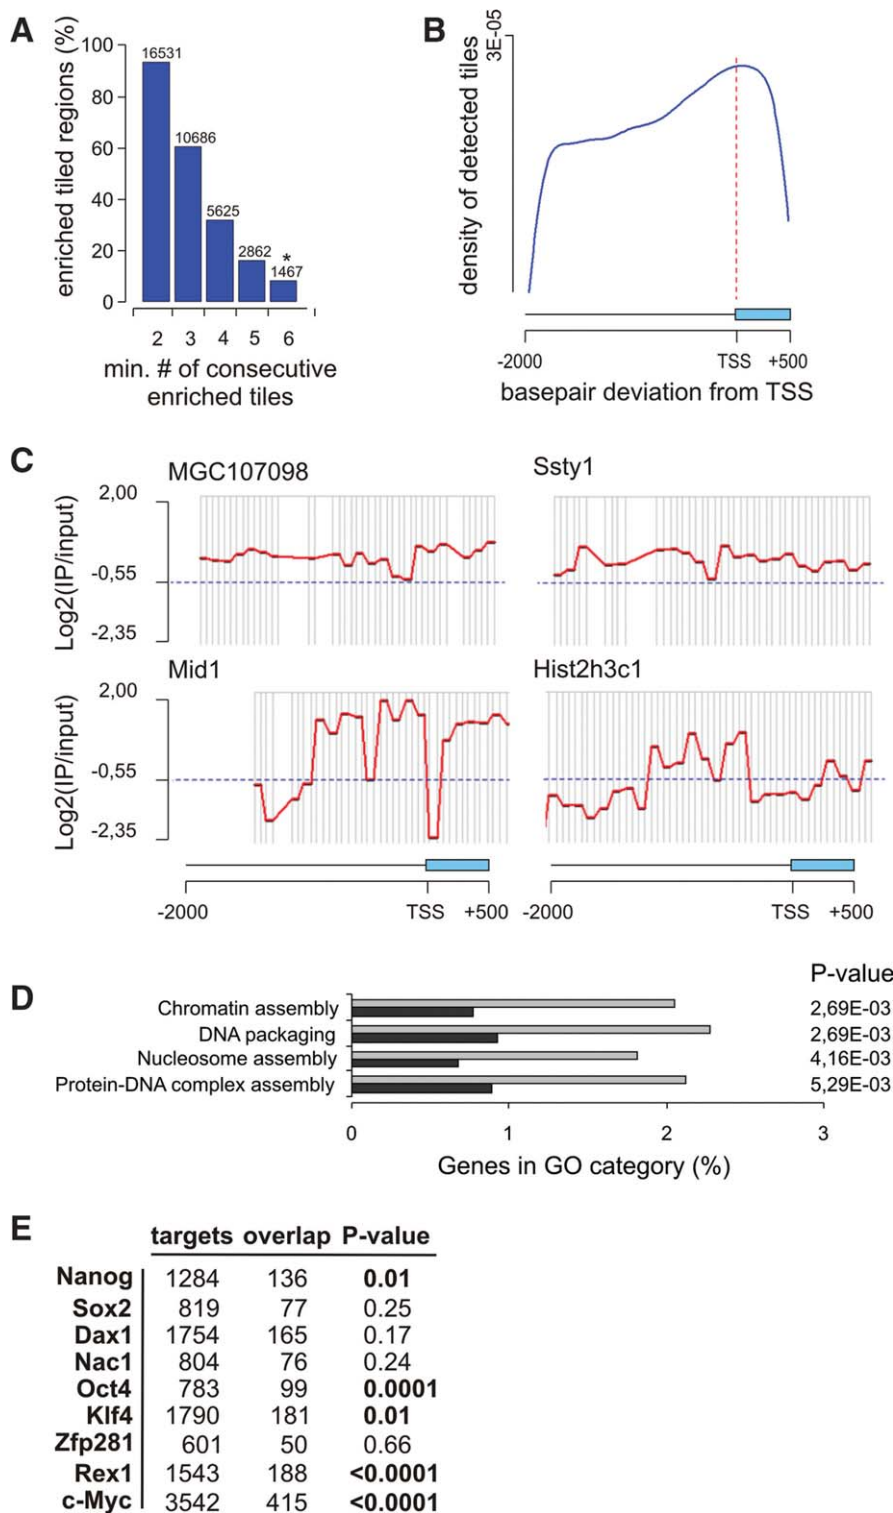 A
enriched tiled regions (%)
100
80
60
40
20
0
16531
10686
5625
2862
*
1467
2 3 4 5 6
min. # of consecutive
enriched tiles
B
density of detected tiles
3E-05
-2000 TSS +500
basepair deviation from TSS
C
MGC107098
Log2(IP/input)
2,00
-0,55
-2,35
Ssty1
Mid1
Log2(IP/input)
2,00
-0,55
-2,35
Hist2h3c1
-2000 TSS +500
-2000 TSS +500
D
P-value
Chromatin assembly 2,69E-03
DNA packaging 2,69E-03
Nucleosome assembly 4,16E-03
Protein-DNA complex assembly 5,29E-03
0 1 2 3
Genes in GO category (%)
E
targets overlap P-value
Nanog 1284 136 0.01
Sox2 819 77 0.25
Dax1 1754 165 0.17
Nac1 804 76 0.24
Oct4 783 99 0.0001
Klf4 1790 181 0.01
Zfp281 601 50 0.66
Rex1 1543 188 <0.0001
c-Myc 3542 415 <0.0001